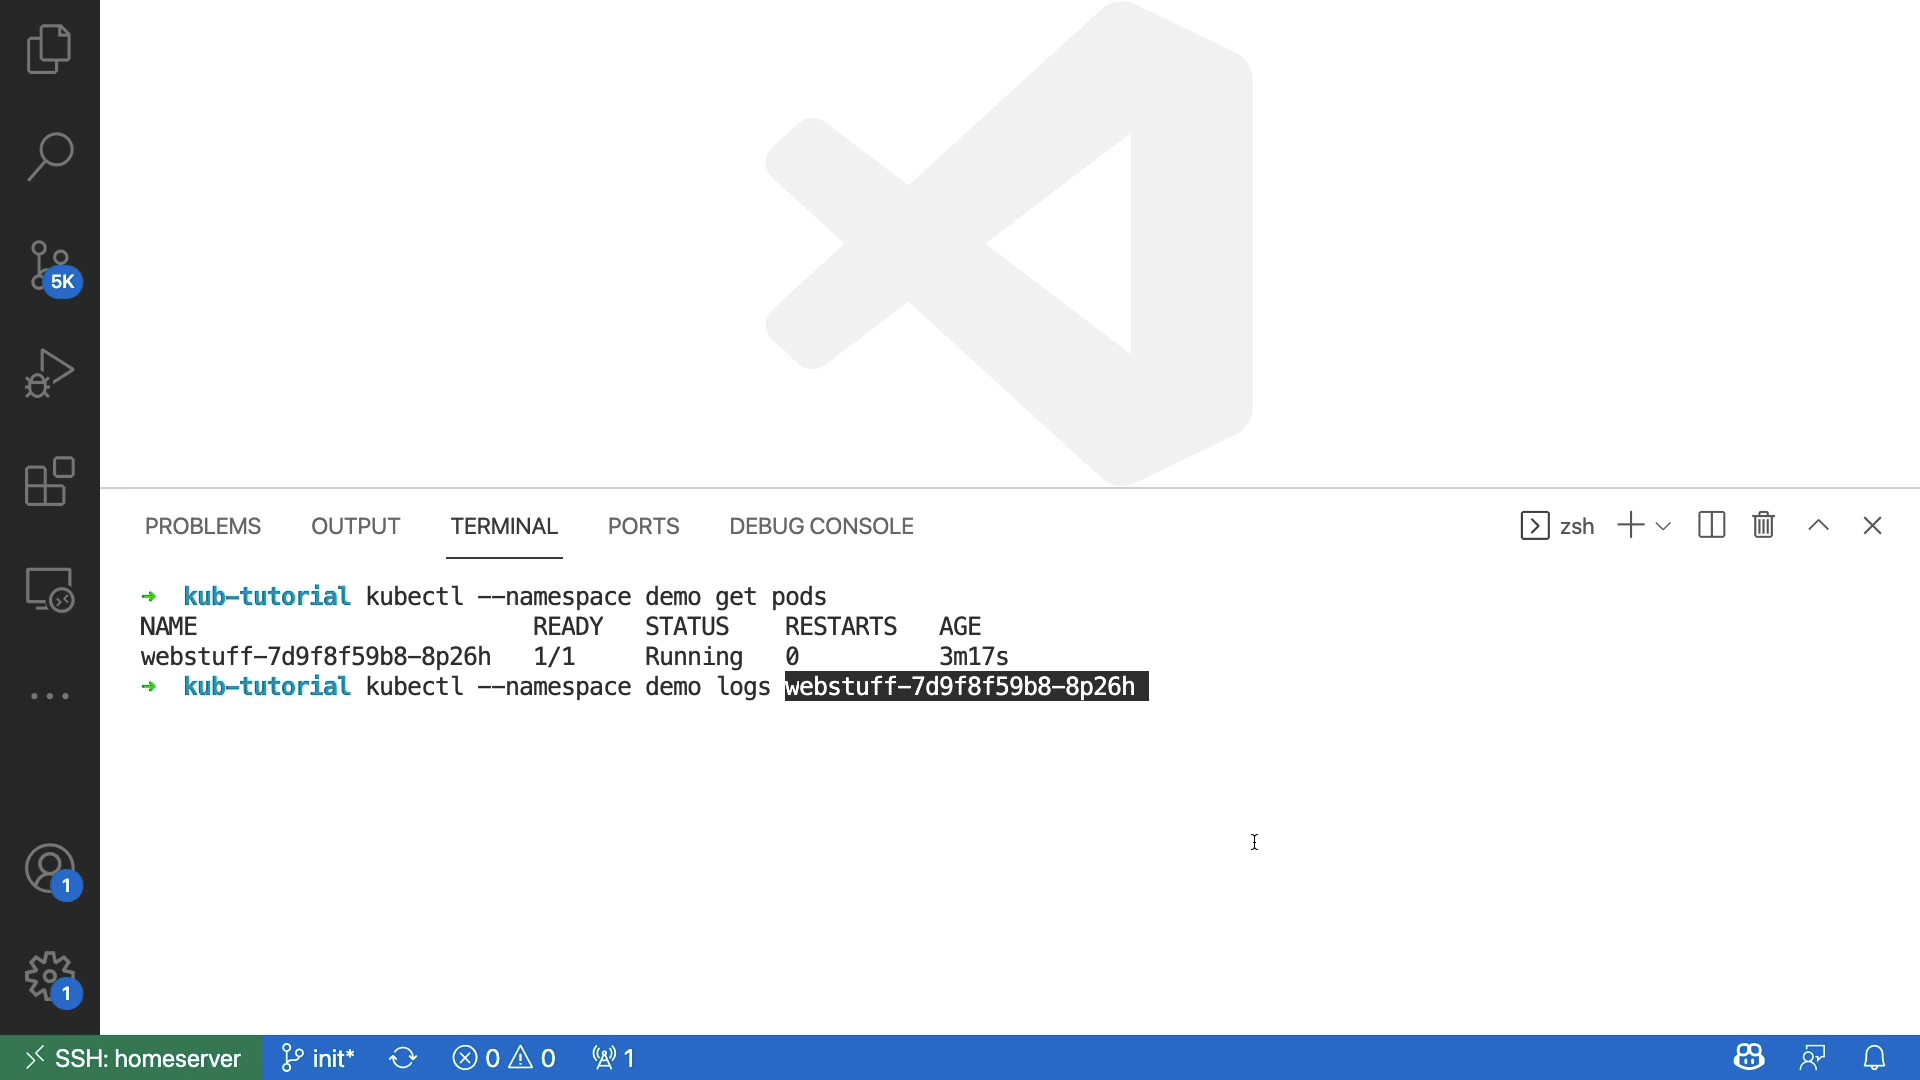 5K
PROBLEMS OUTPUT TERMINAL PORTS DEBUG CONSOLE zsh
➜ kub-tutorial kubectl --namespace demo get pods
NAME READY STATUS RESTARTS AGE
webstuff-7d9f8f59b8-8p26h 1/1 Running 0 3m17s
➜ kub-tutorial kubectl --namespace demo logs webstuff-7d9f8f59b8-8p26h
1
1
SSH: homeserver init* 0 0 1